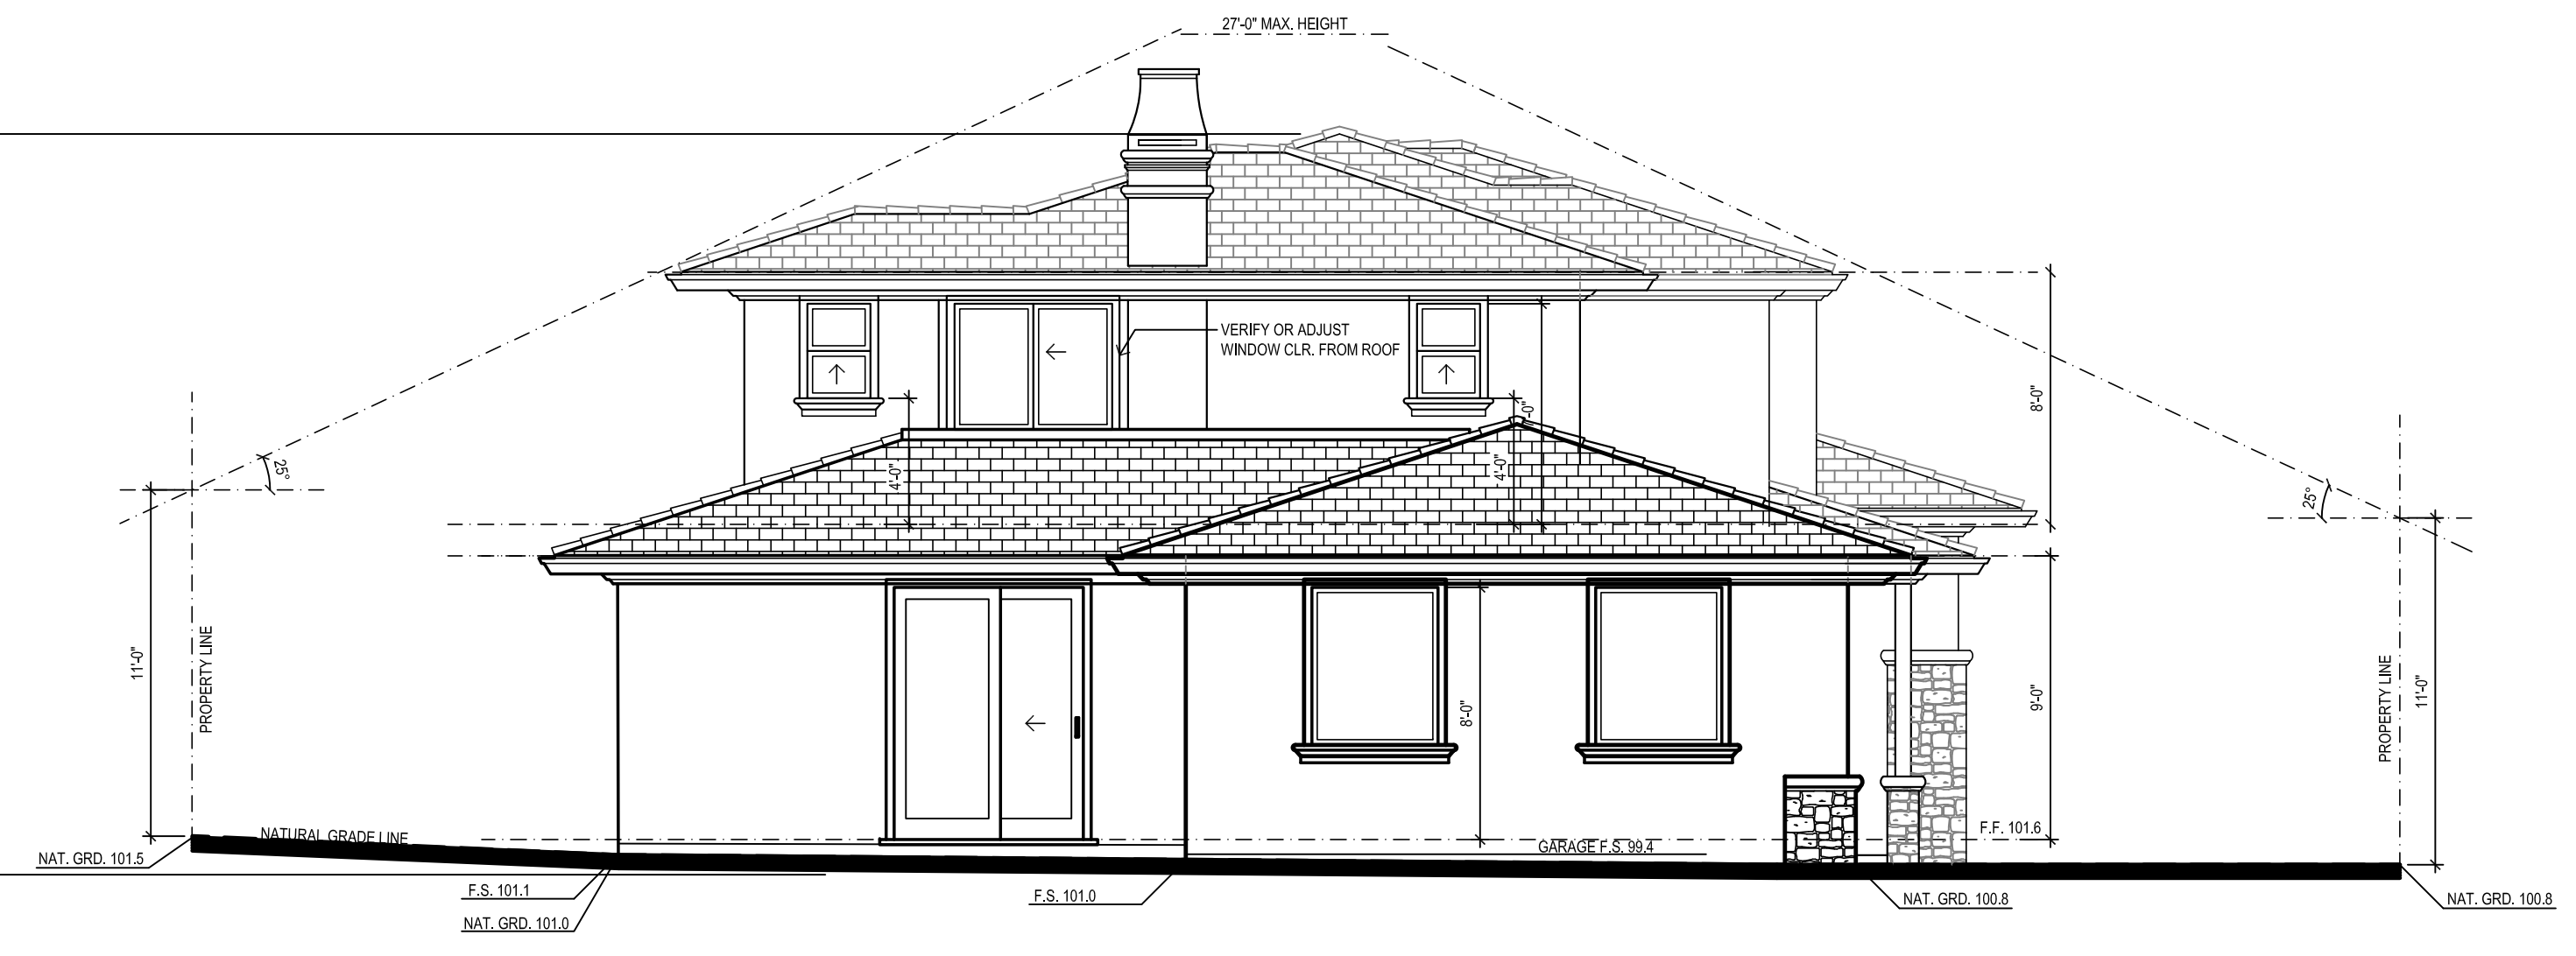 27'-0" MAX. HEIGHT
VERIFY OR ADJUST
WINDOW CLR. FROM ROOF
8'-0"
25°
4'-0"
4'-0"
-0"
25°
11'-0"
PROPERTY LINE
8'-0"
9'-0"
PROPERTY LINE
11'-0"
NATURAL GRADE LINE
F.F. 101.6
GARAGE F.S. 99.4
NAT. GRD. 101.5
F.S. 101.1
F.S. 101.0
NAT. GRD. 100.8
NAT. GRD. 100.8
NAT. GRD. 101.0